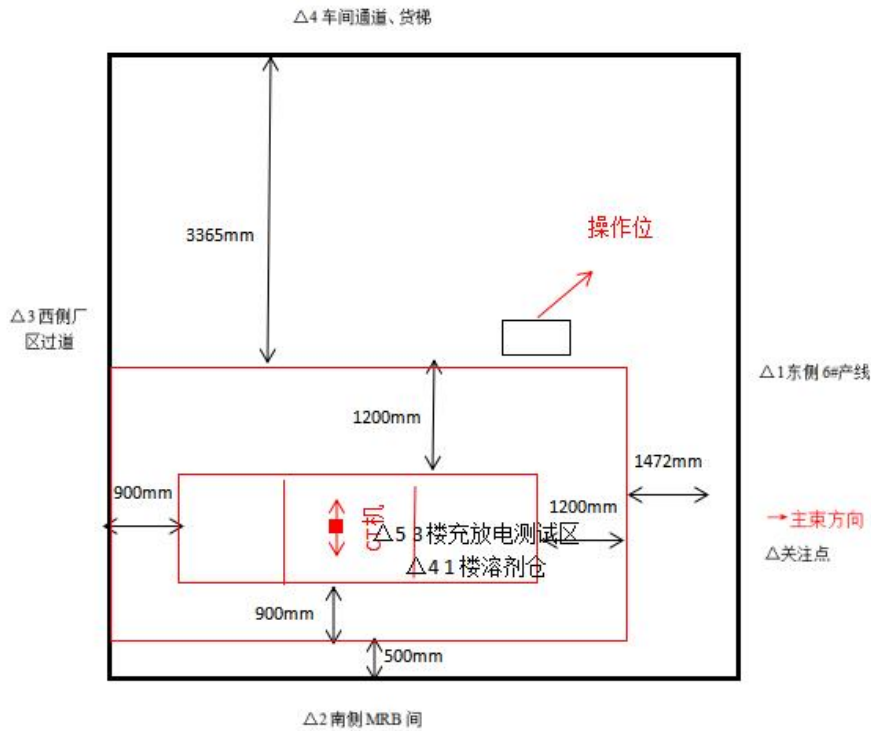 △4 车间通道、货梯
3365mm
操作位
△3 西侧厂
区过道
△1东侧 6#产线
1200mm
1472mm
900mm
1200mm
CT机
△5 3楼充放电测试区
→主束方向
△41楼溶剂仓
△关注点
900mm
500mm
△2 南侧 MRB 间